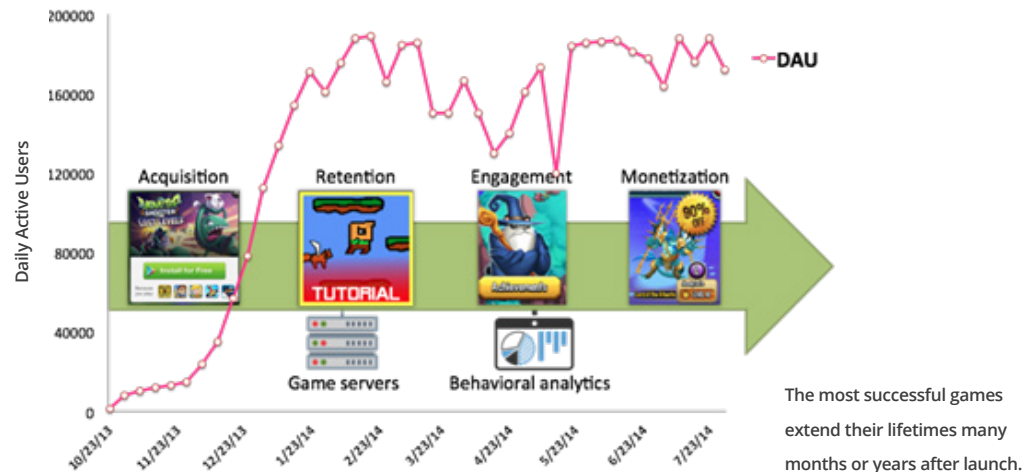 200000
160000
120000
80000
40000
0
Daily Active Users
DAU
Acquisition
Retention
Engagement
Monetization
Install for Free
TUTORIAL
Achievements
90%
OFF
Game servers
Behavioral analytics
10/23/13
11/23/13
12/23/13
1/23/14
2/23/14
3/23/14
4/23/14
5/23/14
6/23/14
7/23/14
The most successful games
extend their lifetimes many
months or years after launch.